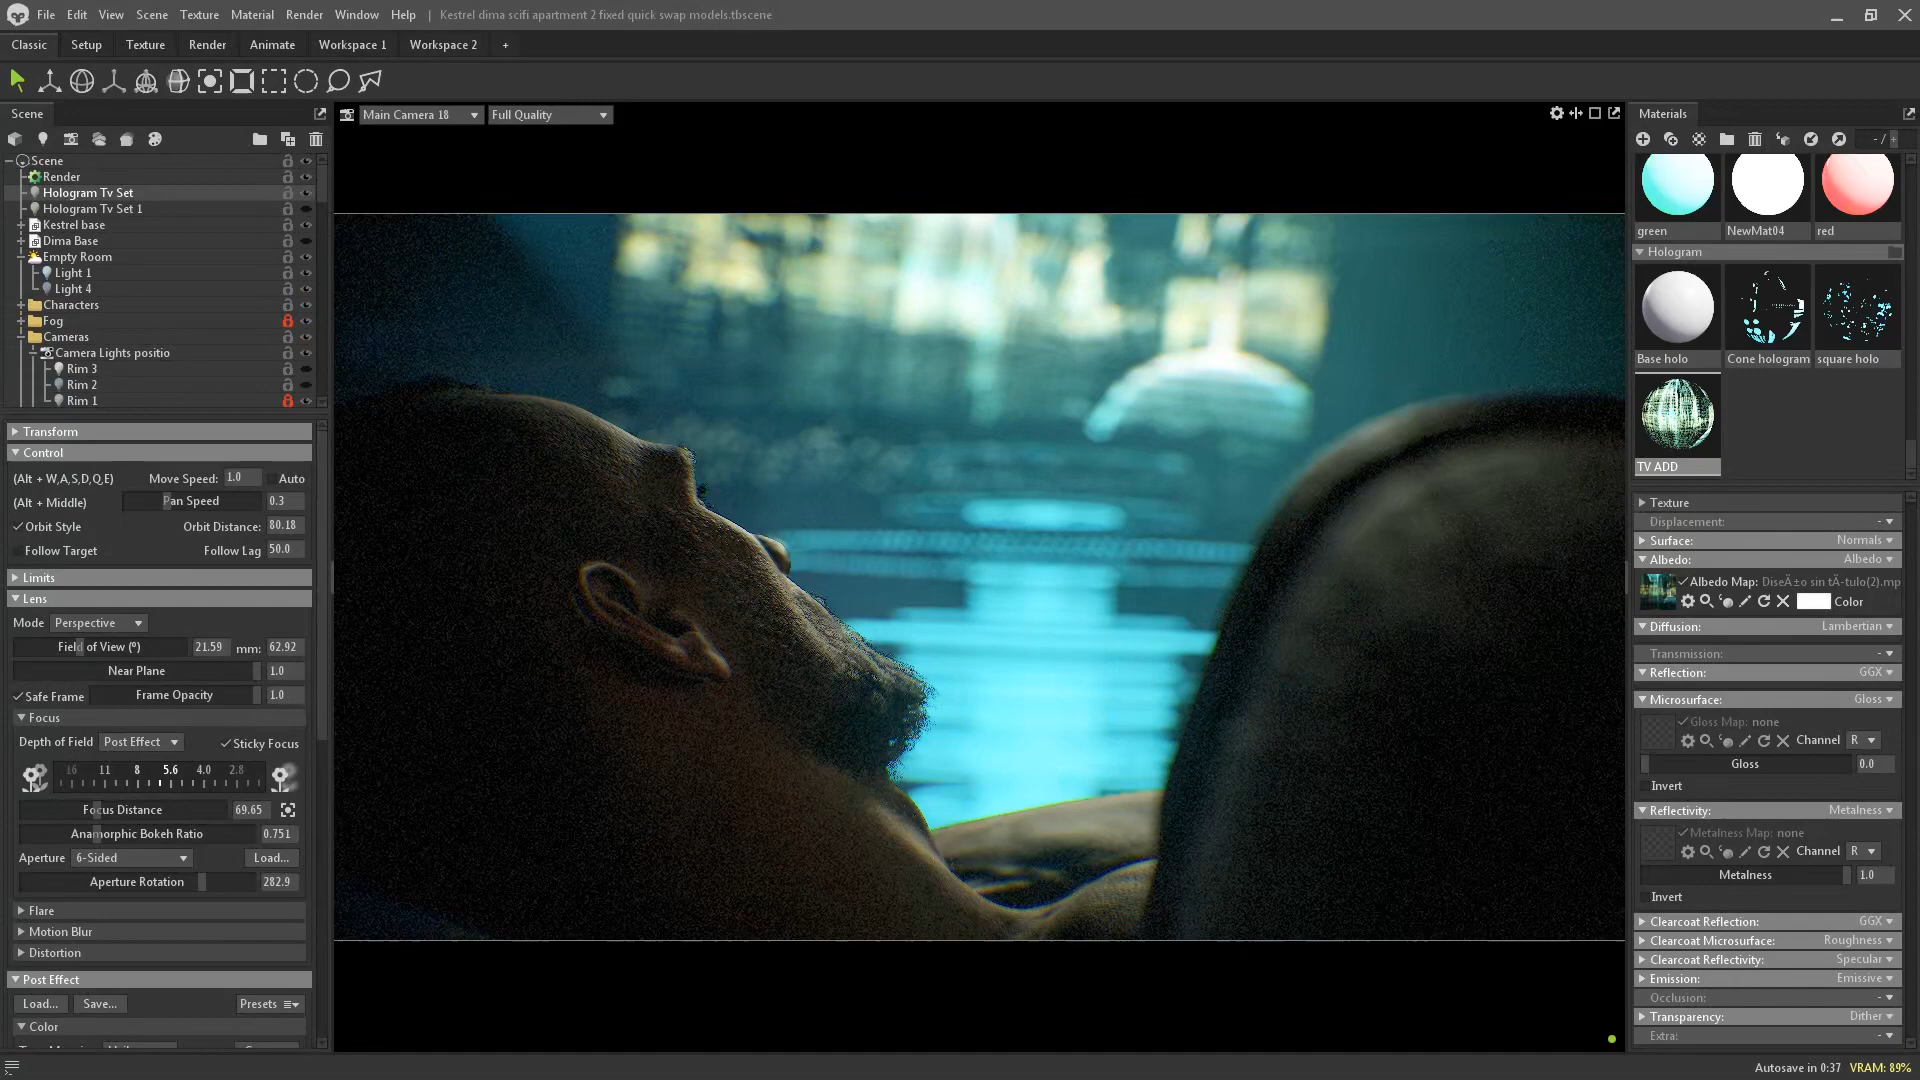 File Edit View Scene Texture Material Render Window Help | Kestrel dima scifi apartment 2 fixed quick swap models.tbscene
Classic Setup Texture Render Animate Workspace 1 Workspace 2 +
Scene
Main Camera 18 Full Quality
Materials
- /
Scene
Render
Hologram Tv Set
Hologram Tv Set 1
Kestrel base
Dima Base
Empty Room
Light 1
Light 4
Characters
Fog
Cameras
Camera Lights positio
Rim 3
Rim 2
Rim 1
Transform
Control
(Alt + W,A,S,D,Q,E) Move Speed: 1.0 Auto
(Alt + Middle) Pan Speed 0.3
Orbit Style Orbit Distance: 80.18
Follow Target Follow Lag 50.0
Limits
Lens
Mode Perspective
Field of View (º) 21.59 mm: 62.92
Near Plane 1.0
Safe Frame Frame Opacity 1.0
Focus
Depth of Field Post Effect Sticky Focus
16 11 8 5.6 4.0 2.8
Focus Distance 69.65
Anamorphic Bokeh Ratio 0.751
Aperture 6-Sided Load...
Aperture Rotation 282.9
Flare
Motion Blur
Distortion
Post Effect
Load... Save... Presets
Color
green NewMat04 red
Hologram
Base holo Cone hologram square holo
TV ADD
Texture
Displacement: -
Surface: Normals
Albedo: Albedo
Albedo Map: DiseÄ±o sin tÄ-tulo(2).mp
Color
Diffusion: Lambertian
Transmission: -
Reflection: GGX
Microsurface: Gloss
Gloss Map: none
Channel R
Gloss 0.0
Invert
Reflectivity: Metalness
Metalness Map: none
Channel R
Metalness 1.0
Invert
Clearcoat Reflection: GGX
Clearcoat Microsurface: Roughness
Clearcoat Reflectivity: Specular
Emission: Emissive
Occlusion: -
Transparency: Dither
Extra: -
Autosave in 0:37 VRAM: 89%